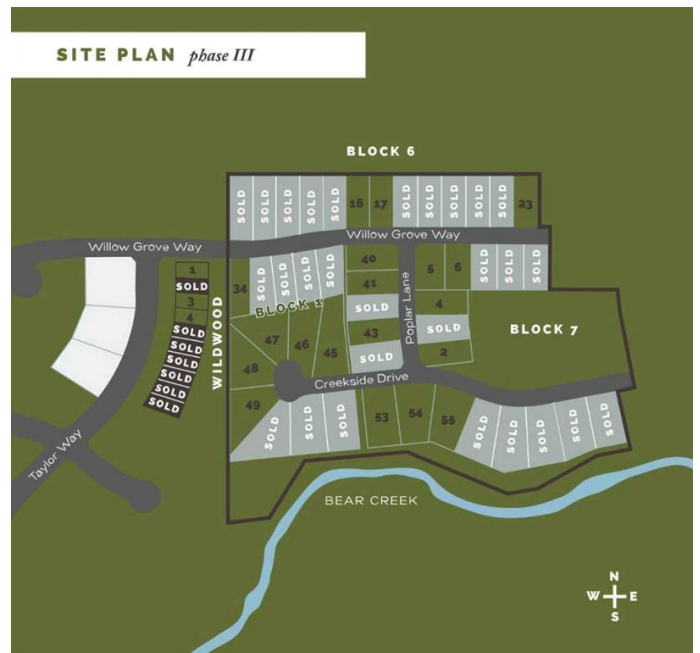 SITE PLAN phase III
BLOCK 6
SOLD SOLD SOLD SOLD SOLD 16 17 SOLD SOLD SOLD SOLD SOLD 23
Willow Grove Way
Willow Grove Way
1
SOLD
3
4
SOLD
SOLD
SOLD
SOLD
SOLD
SOLD
WILDWOOD
34 SOLD SOLD SOLD SOLD
BLOCK 1
40
41
SOLD
43
SOLD
Poplar Lane
5 6 SOLD SOLD SOLD
4
SOLD
2
BLOCK 7
47 46 45
48
49
Creekside Drive
SOLD SOLD SOLD 53 54 55 SOLD SOLD SOLD SOLD SOLD
Taylor Way
BEAR CREEK
N
W E
S